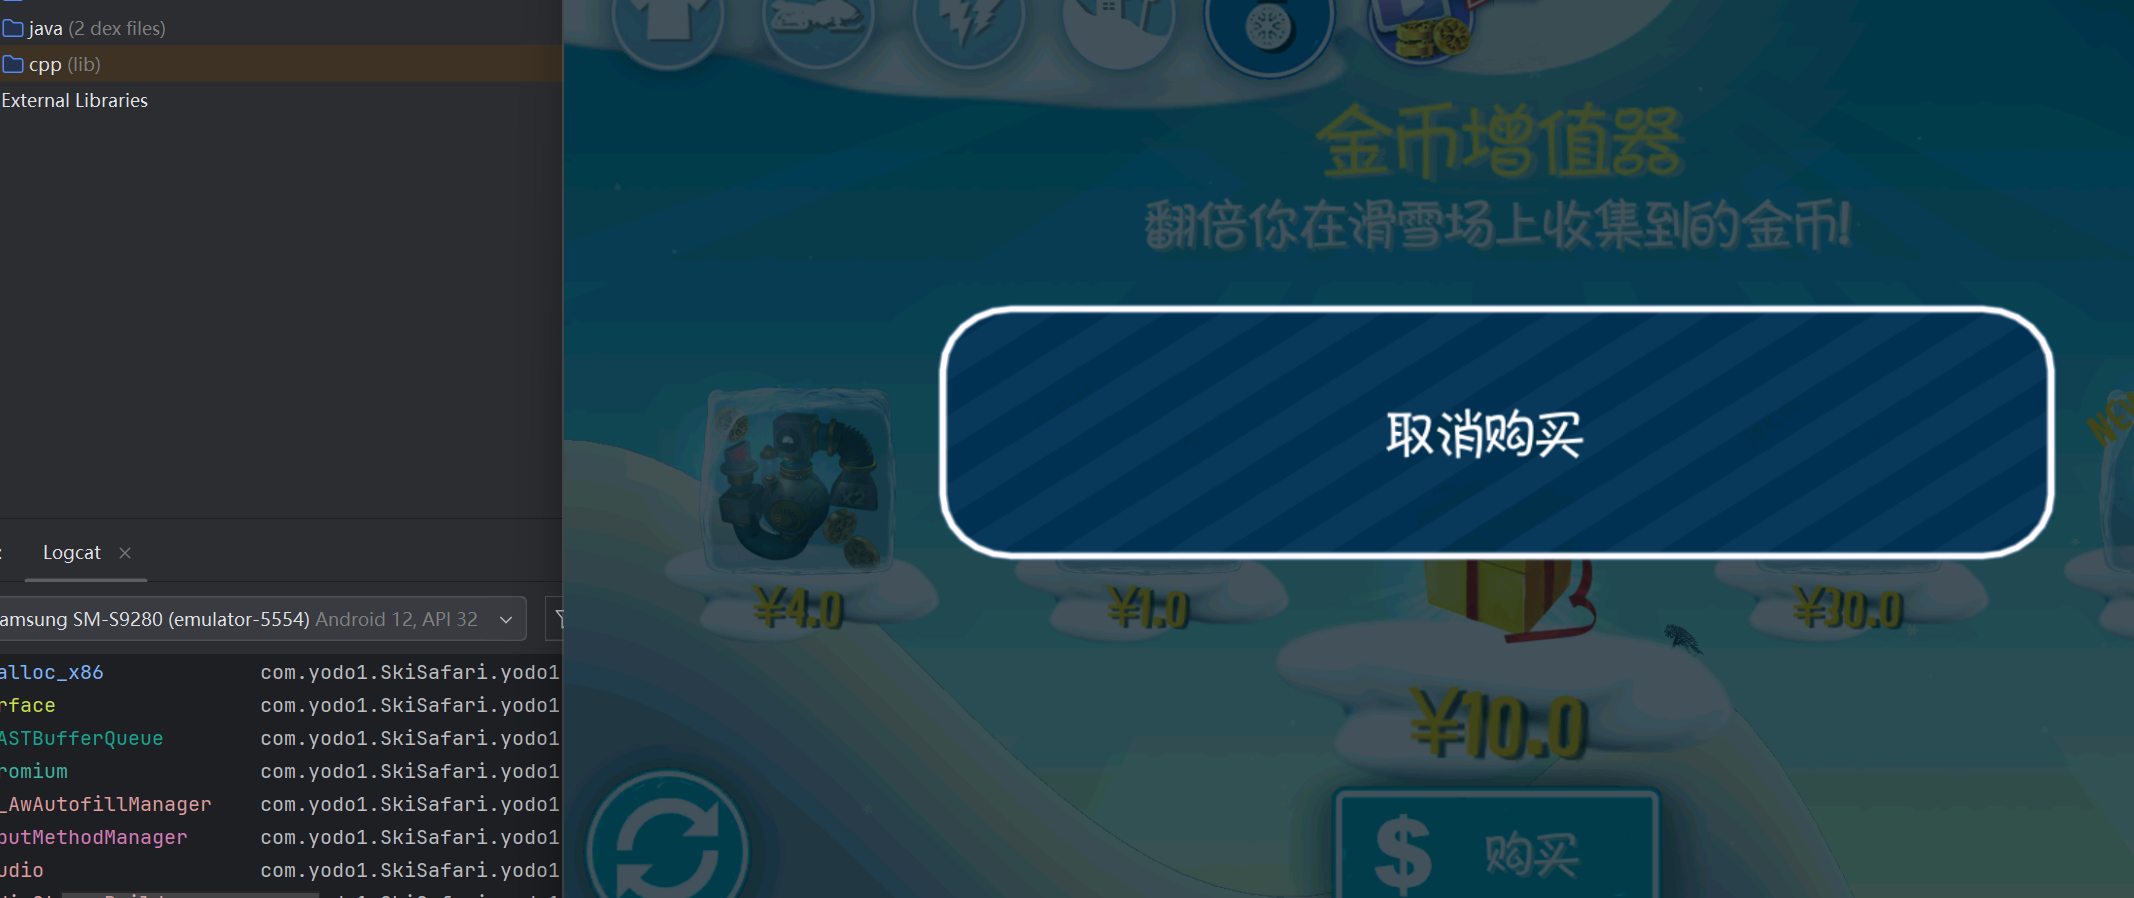 java (2 dex files)
cpp (lib)
External Libraries
Logcat
amsung SM-S9280 (emulator-5554) Android 12, API 32
alloc_x86 com.yodo1.SkiSafari.yodo1
rface com.yodo1.SkiSafari.yodo1
ASTBufferQueue com.yodo1.SkiSafari.yodo1
romium com.yodo1.SkiSafari.yodo1
_AwAutofillManager com.yodo1.SkiSafari.yodo1
putMethodManager com.yodo1.SkiSafari.yodo1
udio com.yodo1.SkiSafari.yodo1
金币增值器
翻倍你在滑雪场上收集到的金币!
取消购买
X2
NEW
¥4.0
¥1.0
¥30.0
¥10.0
$ 购买